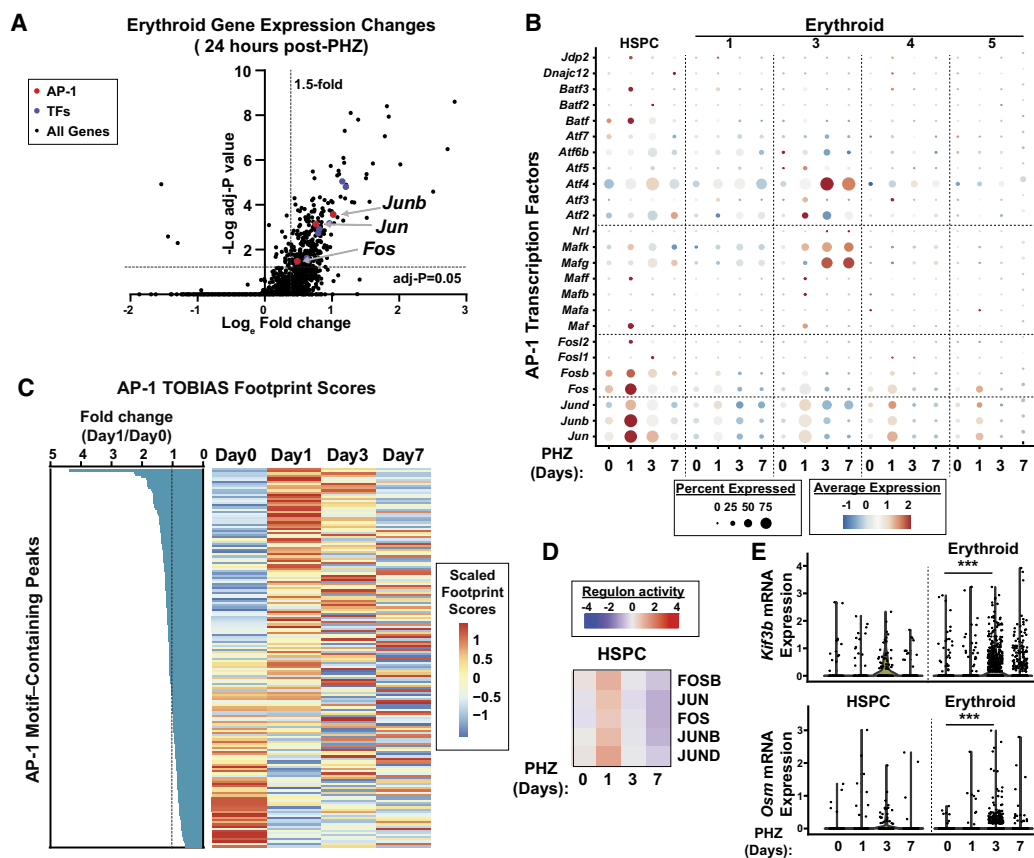 A
Erythroid Gene Expression Changes
( 24 hours post-PHZ)
AP-1
TFs
All Genes
10
8
6
4
2
-Log adj-P value
1.5-fold
Junb
Jun
Fos
adj-P=0.05
-2 -1 0 1 2 3
Loge Fold change
B
Erythroid
HSPC 1 3 4 5
AP-1 Transcription Factors
Jdp2
Dnajc12
Batf3
Batf2
Batf
Atf7
Atf6b
Atf5
Atf4
Atf3
Atf2
Nrl
Mafk
Mafg
Maff
Mafb
Mafa
Maf
Fosl2
Fosl1
Fosb
Fos
Jund
Junb
Jun
PHZ
(Days):
0 1 3 7 0 1 3 7 0 1 3 7 0 1 3 7 0 1 3 7
Percent Expressed
0 25 50 75
Average Expression
-1 0 1 2
C
AP-1 TOBIAS Footprint Scores
Fold change
(Day1/Day0)
5 4 3 2 1 0
Day0 Day1 Day3 Day7
AP-1 Motif–Containing Peaks
Scaled
Footprint
Scores
1
0.5
0
−0.5
−1
D
Regulon activity
-4 -2 0 2 4
HSPC
FOSB
JUN
FOS
JUNB
JUND
PHZ
(Days):
0 1 3 7
E
Erythroid
***
Kif3b mRNA
Expression
4
3
2
1
0
HSPC
Erythroid
***
Osm mRNA
Expression
3
2
1
0
PHZ
(Days):
0 1 3 7 0 1 3 7